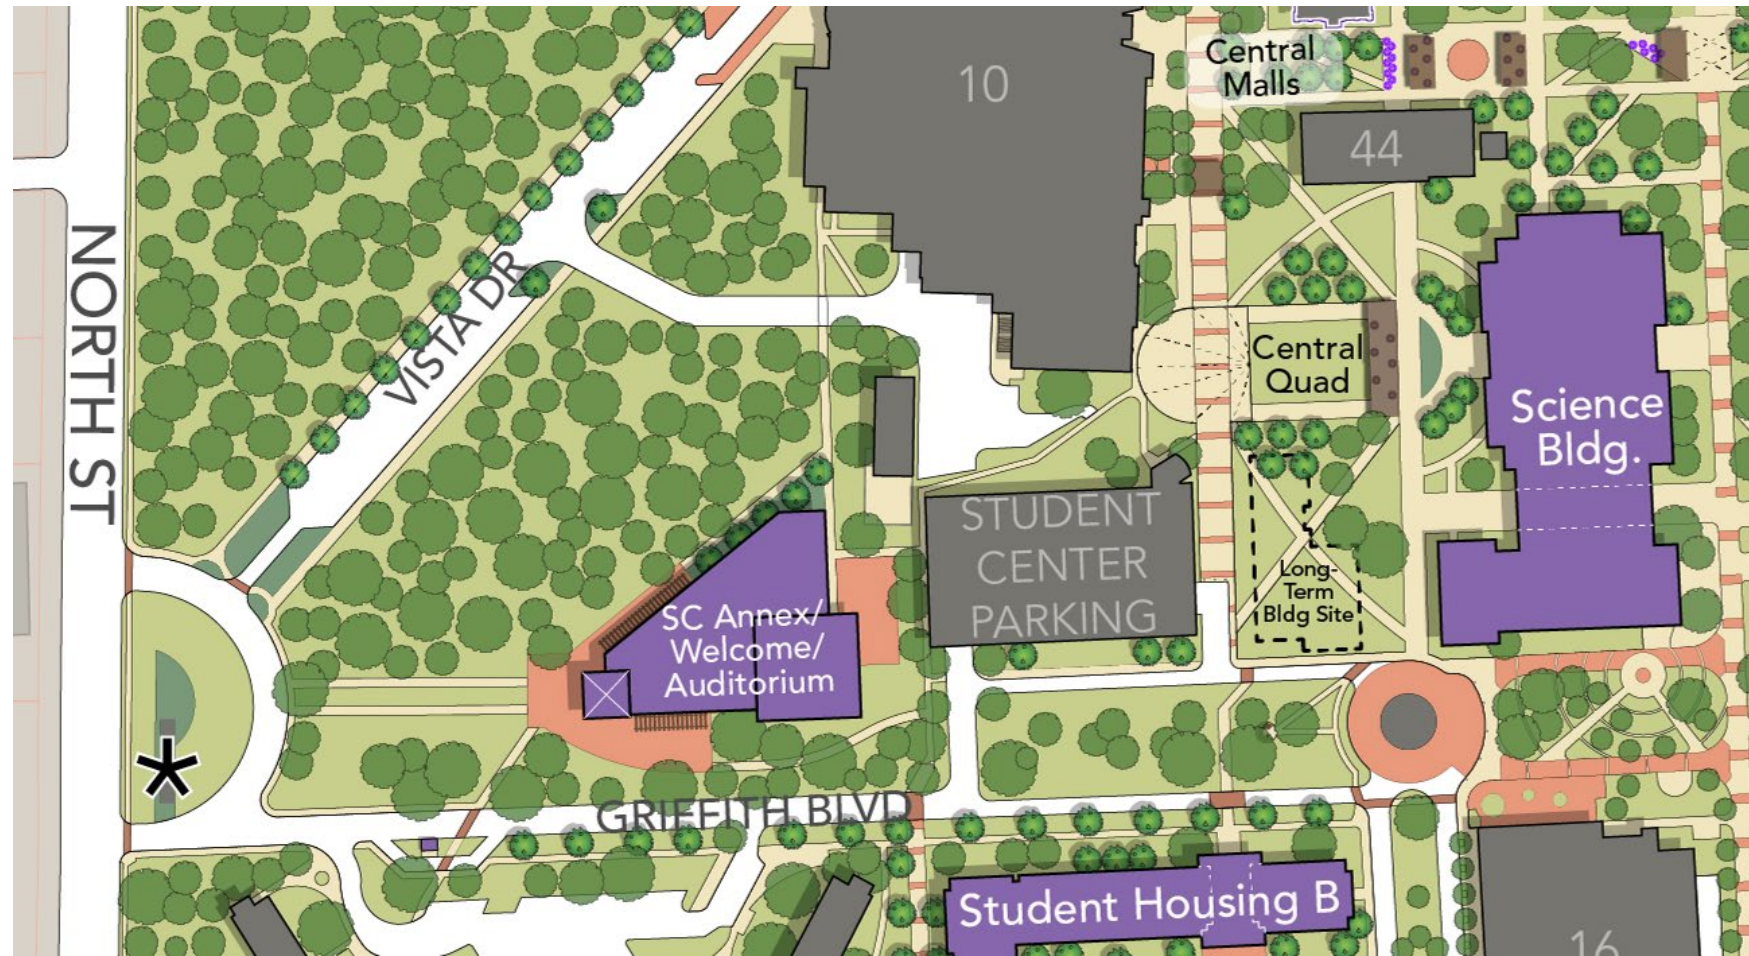 10
Central
Malls
44
NORTH ST
VISTA DR
Central
Quad
Science
Bldg.
STUDENT
CENTER
PARKING
Long-
Term
Bldg Site
SC Annex/
Welcome/
Auditorium
*
GRIFFITH BLVD
Student Housing B
16